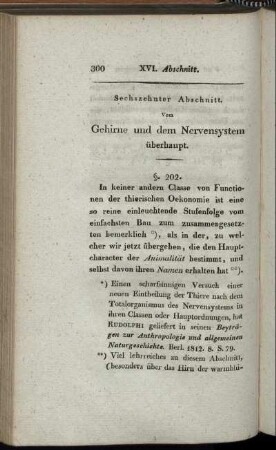 300 XVI. Abschnitt.
Sechszehnter Abschnitt.
Vom
Gehirne und dem Nervensystem
überhaupt.
§. 202.
In keiner andern Classe von Functio-
nen der thierischen Oekonomie ist eine
so reine einleuchtende Stufenfolge vom
einfachsten Bau zum zusammengesetz-
ten bemerklich *), als in der, zu wel-
cher wir jetzt übergehen, die den Haupt-
character der Animalität bestimmt, und
selbst davon ihren Namen erhalten hat **).
*) Einen scharfsinnigen Versuch einer
neuen Eintheilung der Thiere nach dem
Totalorganismus des Nervensystems in
ihren Classen oder Hauptordnungen, hat
RUDOLPHI geliefert in seinen Beyträ-
gen zur Anthropologie und allgemeinen
Naturgeschichte. Berl. 1812. 8. S. 79.
**) Viel lehrreiches zu diesem Abschnitt,
(besonders über das Hirn der warmblü-